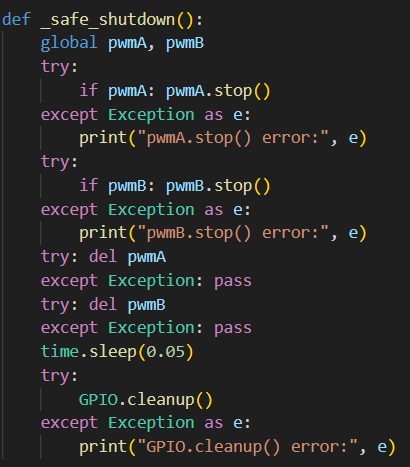 def _safe_shutdown():
    global pwmA, pwmB
    try:
        if pwmA: pwmA.stop()
    except Exception as e:
        print("pwmA.stop() error:", e)
    try:
        if pwmB: pwmB.stop()
    except Exception as e:
        print("pwmB.stop() error:", e)
    try: del pwmA
    except Exception: pass
    try: del pwmB
    except Exception: pass
    time.sleep(0.05)
    try:
        GPIO.cleanup()
    except Exception as e:
        print("GPIO.cleanup() error:", e)